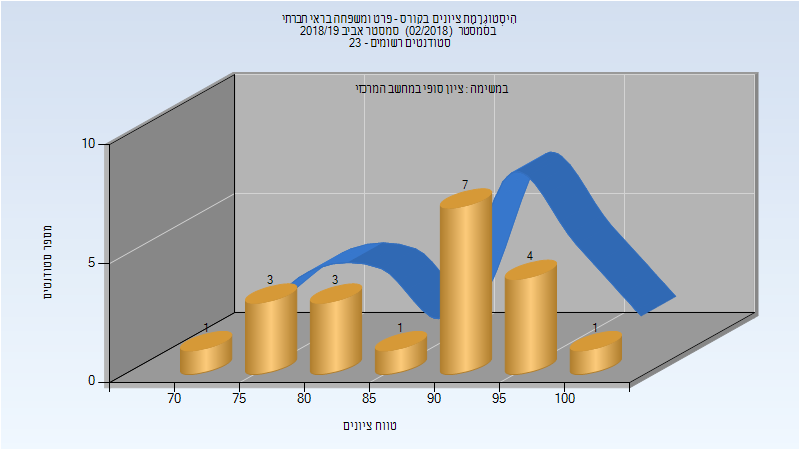 היסטוגרמת ציונים בקורס - פרט ומשפחה בראי חברתי
בסמסטר (02/2018) סמסטר אביב 2018/19
סטודנטים רשומים - 23
במשימה : ציון סופי במחשב המרכזי
מספר סטודנטים
10
5
0
1
3
3
1
7
4
1
70
75
80
85
90
95
100
טווח ציונים